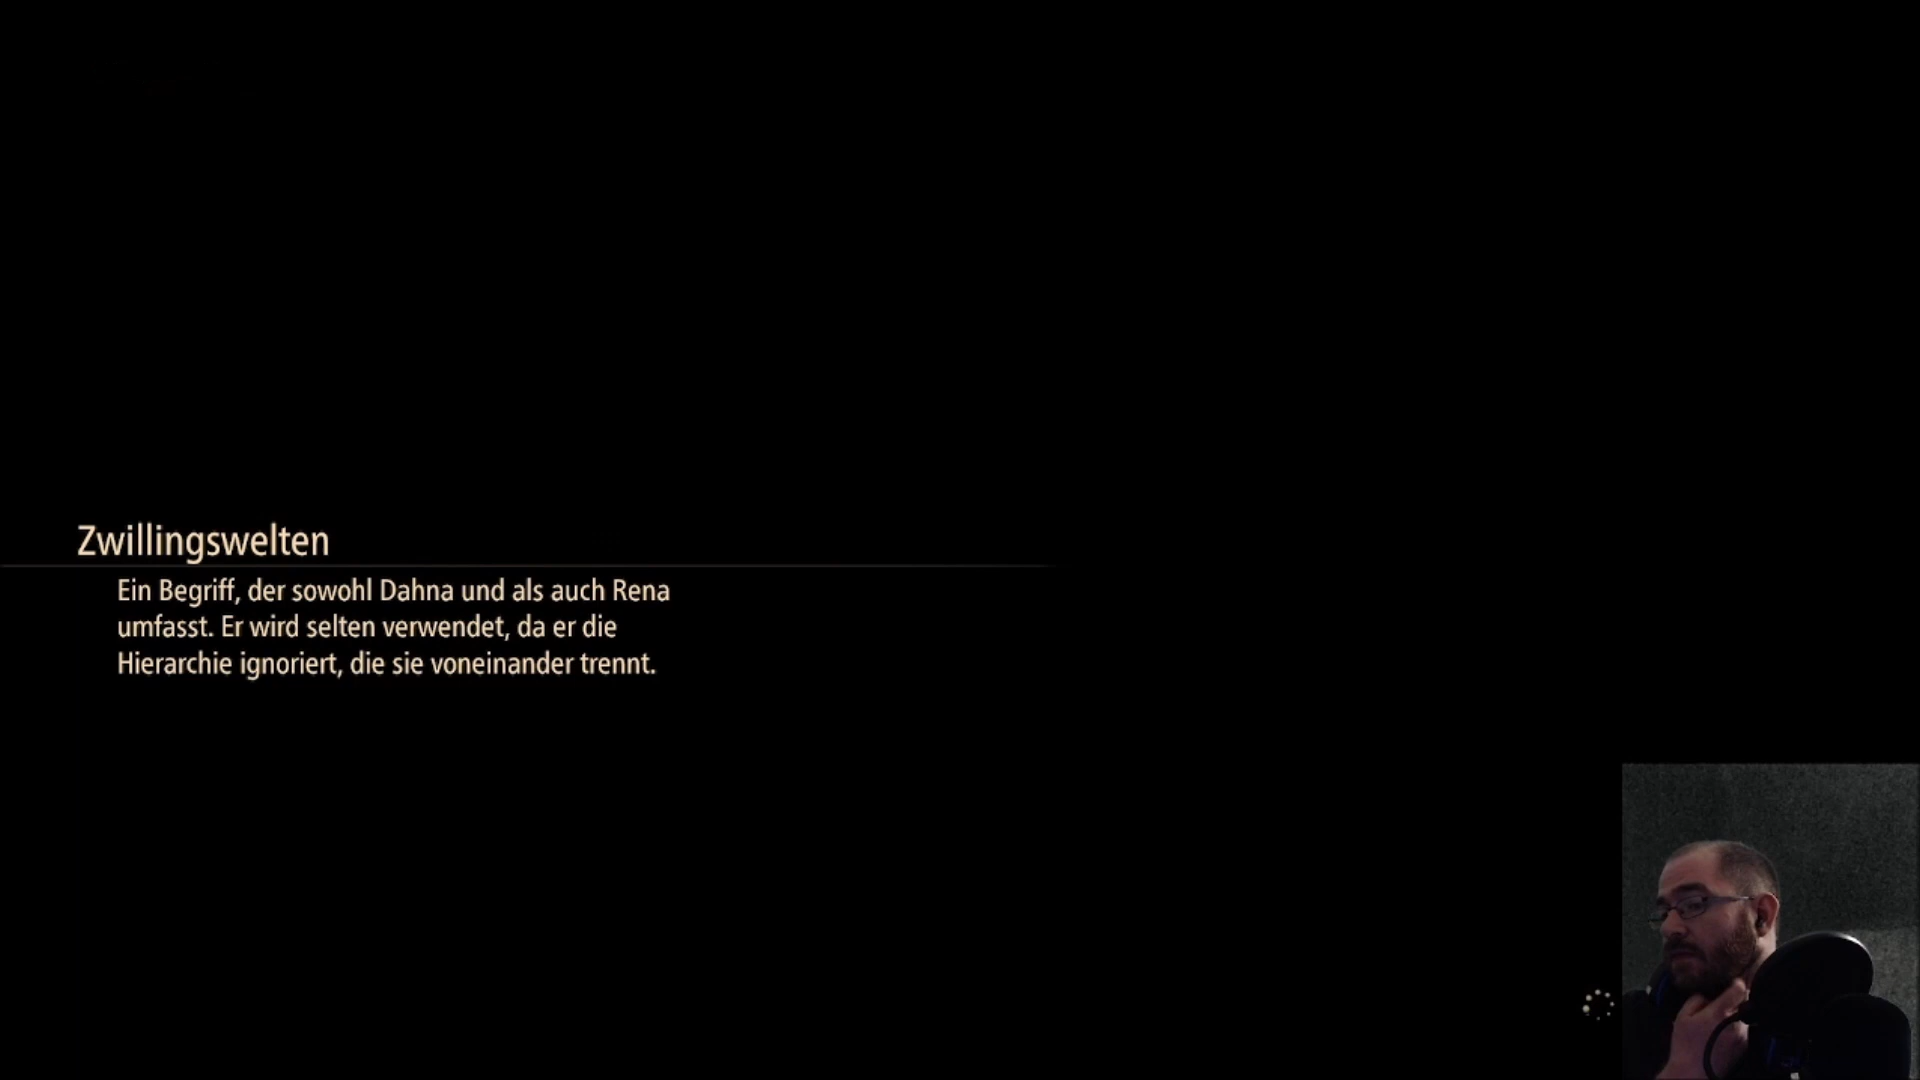 Zwillingswelten
Ein Begriff, der sowohl Dahna und als auch Rena
umfasst. Er wird selten verwendet, da er die
Hierarchie ignoriert, die sie voneinander trennt.